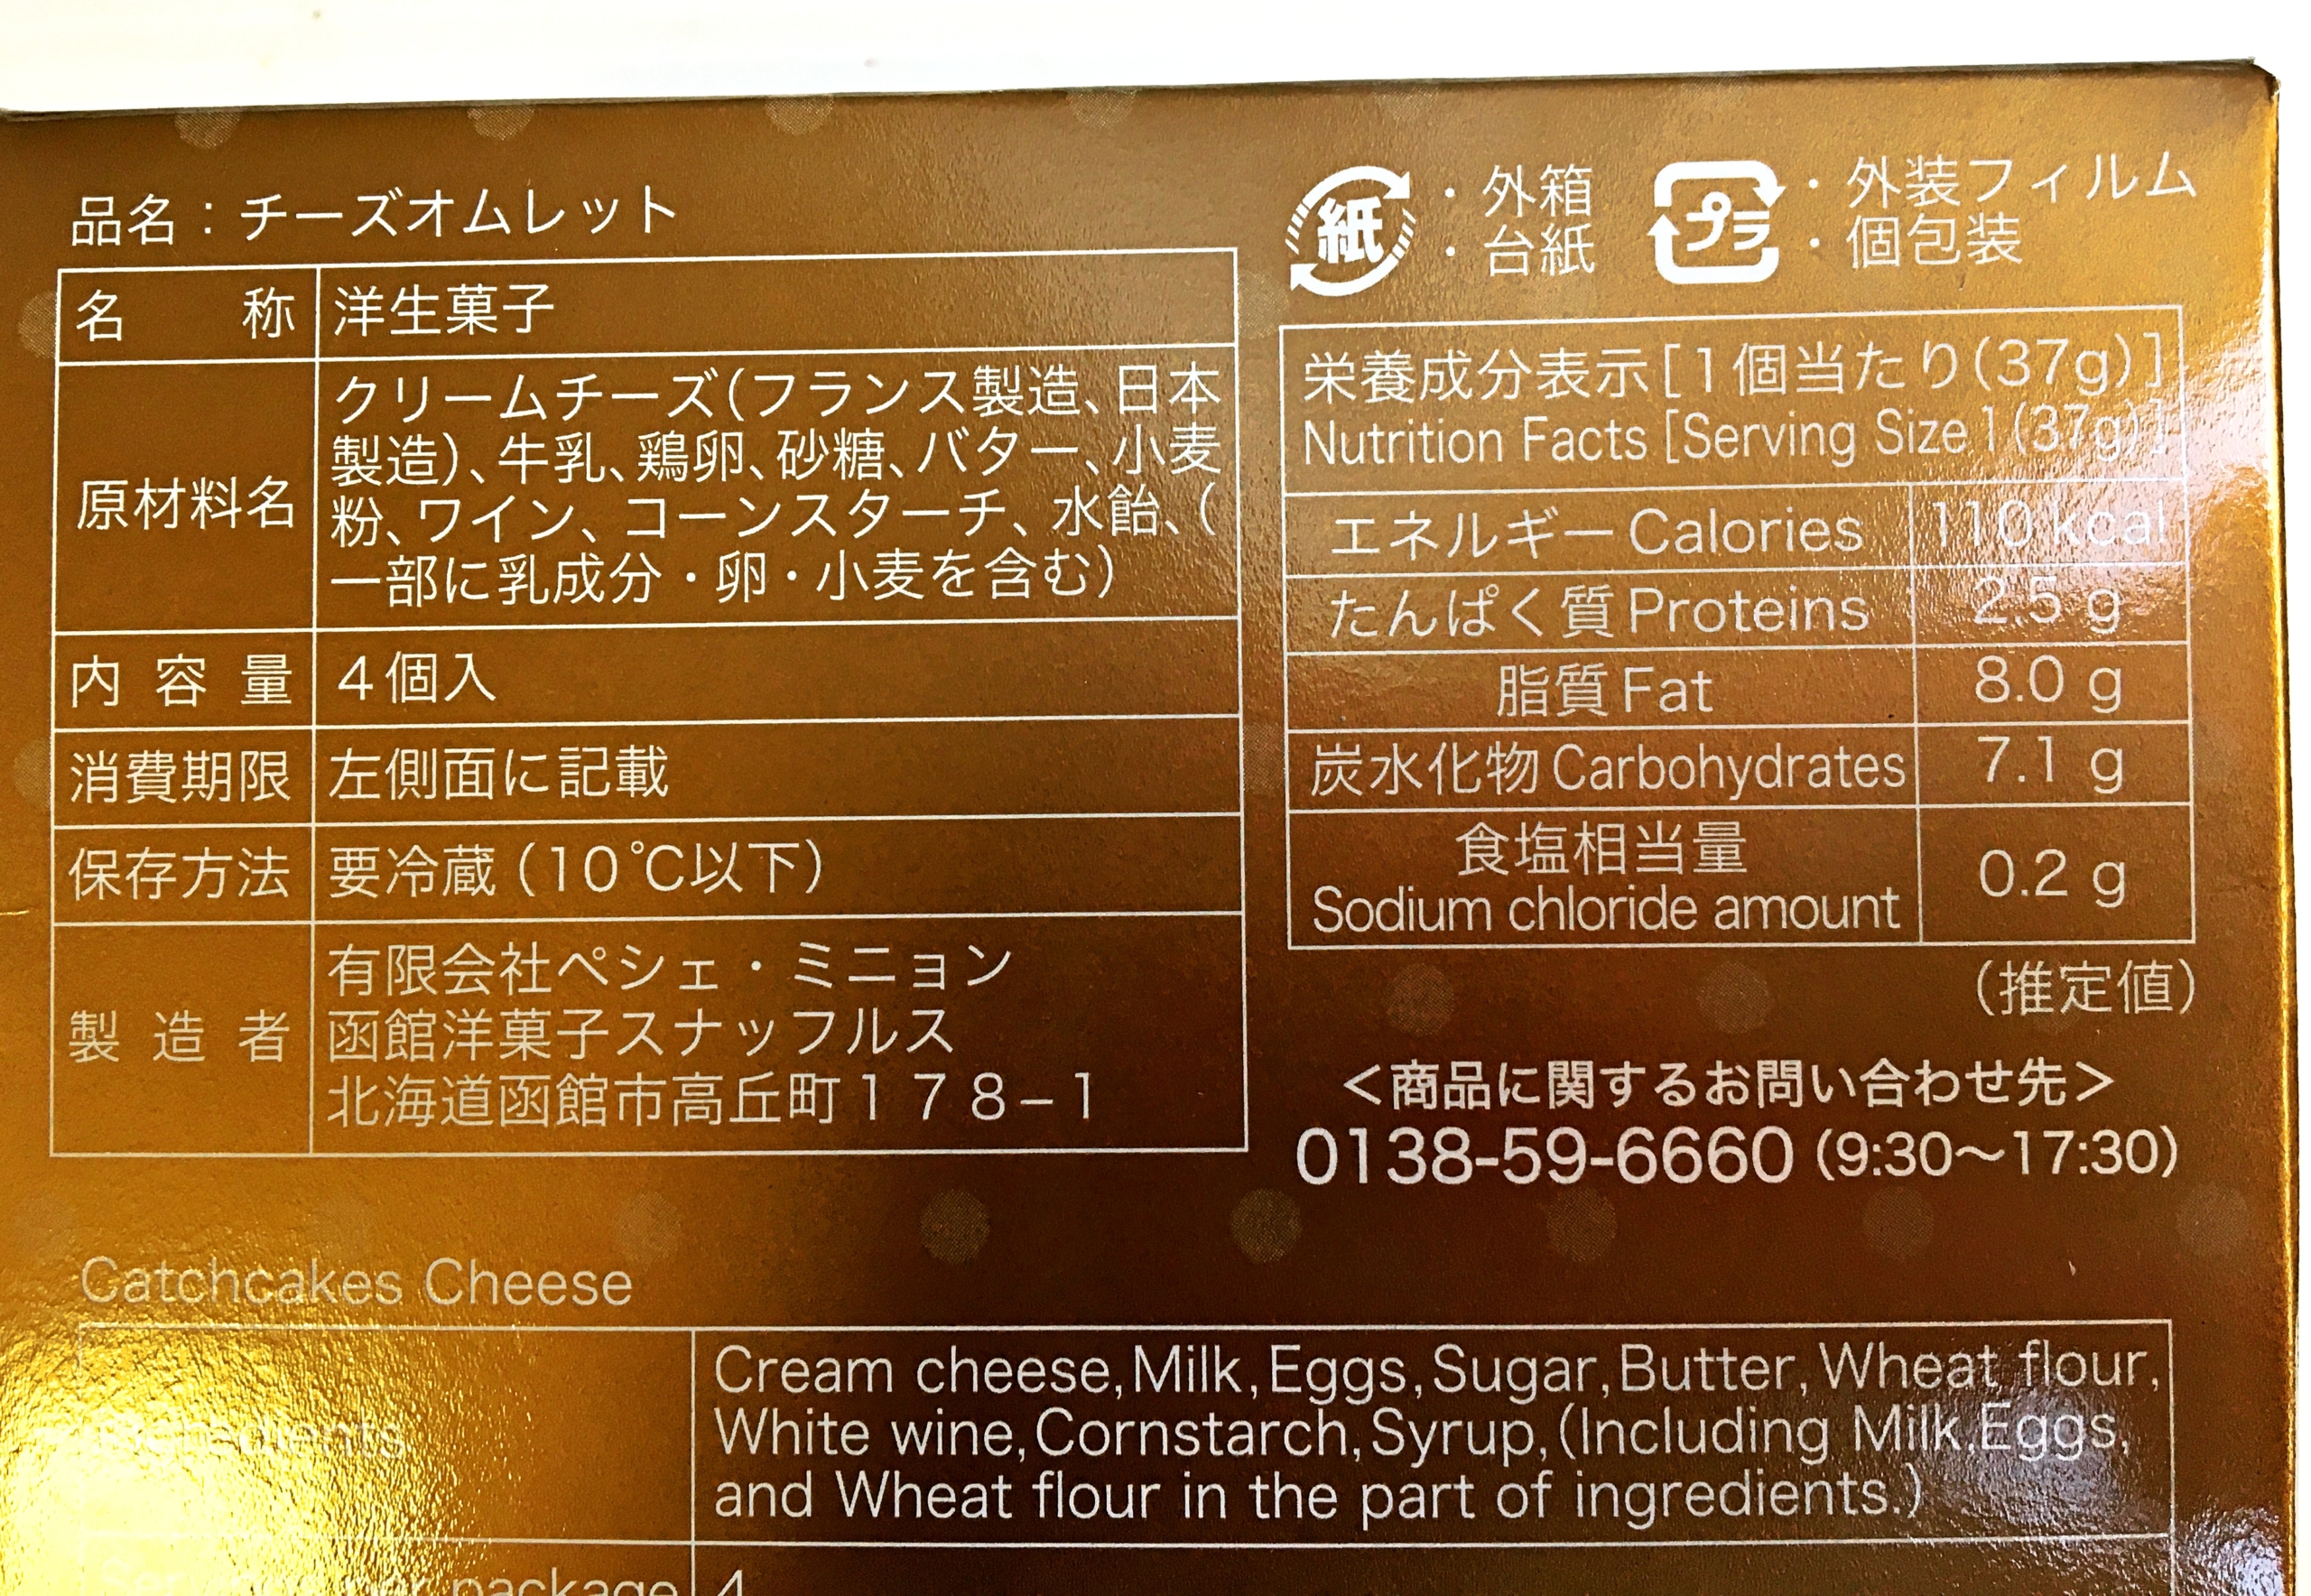 品名：チーズオムレット
名　　称 洋生菓子
原材料名 クリームチーズ（フランス製造、日本
製造）、牛乳、鶏卵、砂糖、バター、小麦
粉、ワイン、コーンスターチ、水飴、（
一部に乳成分・卵・小麦を含む）
内容量 4個入
消費期限 左側面に記載
保存方法 要冷蔵（10℃以下）
製造者 有限会社ペシェ・ミニョン
函館洋菓子スナッフルス
北海道函館市高丘町178-1
紙 ・外箱
・台紙
プラ ・外装フィルム
・個包装
栄養成分表示[1個当たり(37g)]
Nutrition Facts [Serving Size 1(37g)]
エネルギー Calories 110 kcal
たんぱく質 Proteins 2.5 g
脂質 Fat 8.0 g
炭水化物 Carbohydrates 7.1 g
食塩相当量
Sodium chloride amount 0.2 g
（推定値）
＜商品に関するお問い合わせ先＞
0138-59-6660 (9:30～17:30)
Catchcakes Cheese
Ingredients Cream cheese,Milk,Eggs,Sugar,Butter,Wheat flour,
White wine,Cornstarch,Syrup,(Including Milk,Eggs,
and Wheat flour in the part of ingredients.)
per package 4